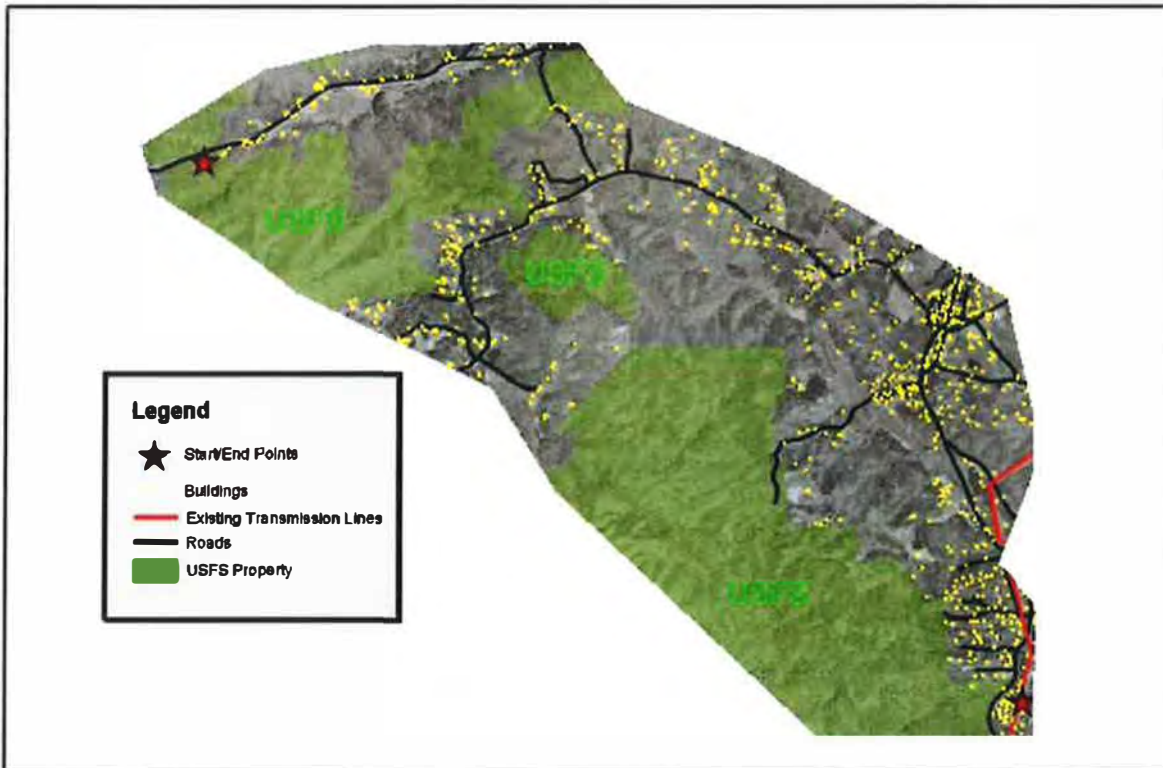 USFS
USFS
Legend
Start/End Points
Buildings
Existing Transmission Lines
Roads
USFS Property
USFS